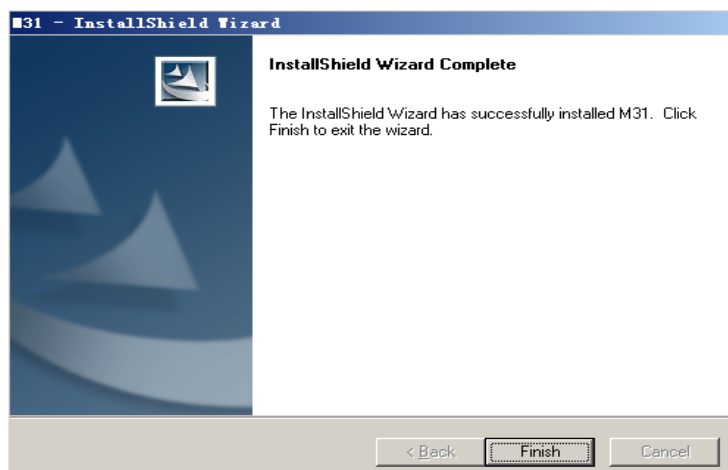 M31 - InstallShield Wizard
InstallShield Wizard Complete
The InstallShield Wizard has successfully installed M31. Click
Finish to exit the wizard.
< Back
Finish
Cancel